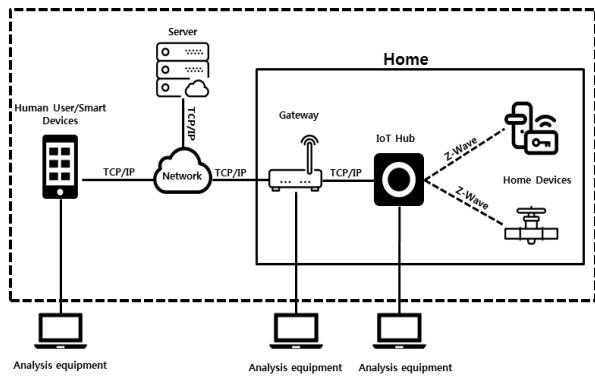 Server
Home
Human User/Smart
Devices
TCP/IP
Gateway
IoT Hub
Z-Wave
TCP/IP
Network
TCP/IP
TCP/IP
Z-Wave
Home Devices
Analysis equipment
Analysis equipment
Analysis equipment